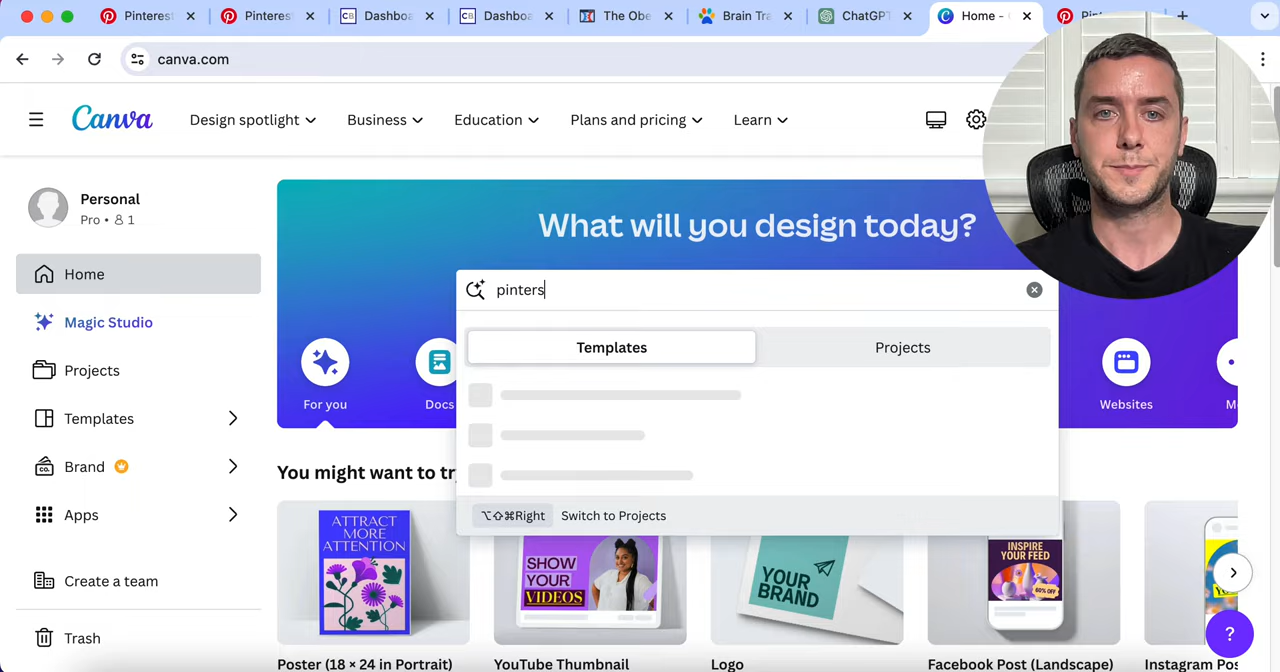 Pinterest
Pinterest
Dashboa
Dashboa
The Obe
Brain Tra
ChatGPT
Home -
canva.com
Canva
Design spotlight
Business
Education
Plans and pricing
Learn
Personal
Pro • 1
What will you design today?
Home
pinters
Magic Studio
Templates
Projects
Projects
For you
Docs
Websites
Templates
Brand
You might want to tr
Apps
⌥⇧Right Switch to Projects
ATTRACT
MORE
ATTENTION
SHOW
YOUR
VIDEOS
YOUR
BRAND
INSPIRE
YOUR FEED
60% OFF
Create a team
Trash
?
Poster (18 × 24 in Portrait)
YouTube Thumbnail
Logo
Facebook Post (Landscape)
Instagram Pos